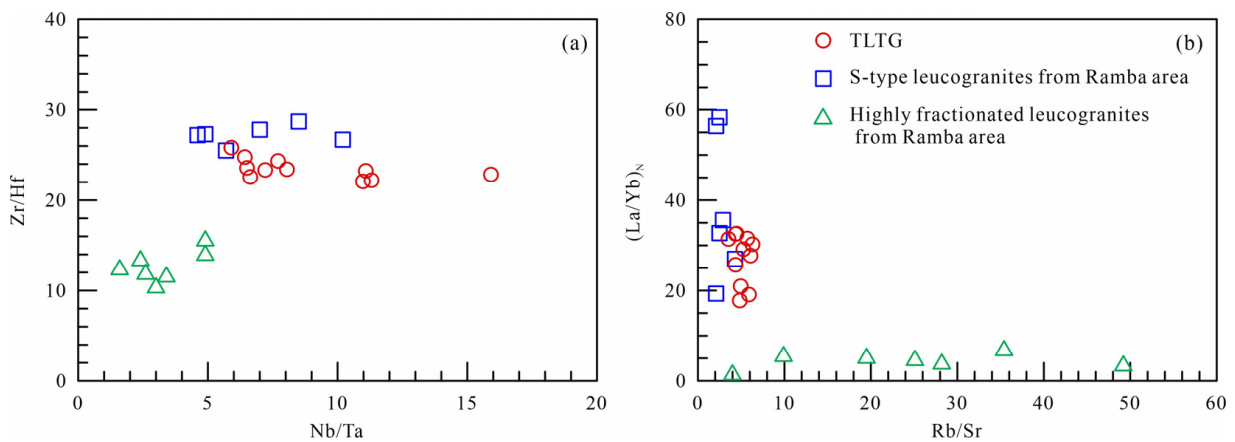 40
30
20
10
0
Zr/Hf
(a)
0
5
10
15
20
Nb/Ta
80
60
40
20
0
(La/Yb)N
(b)
TLTG
S-type leucogranites from Ramba area
Highly fractionated leucogranites
from Ramba area
0
10
20
30
40
50
60
Rb/Sr